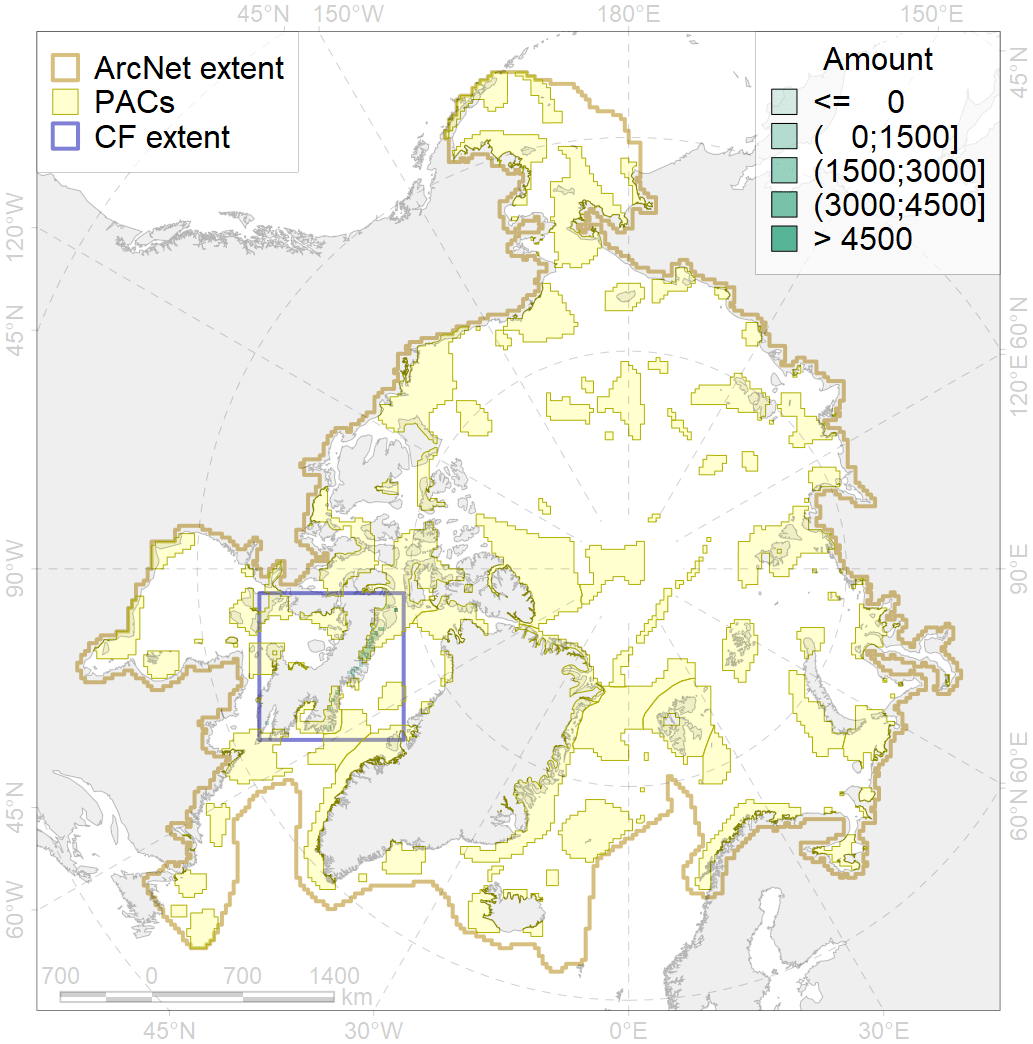 45°N 150°W 180°E 150°E
ArcNet extent
PACs
CF extent
Amount
<= 0
( 0;1500]
(1500;3000]
(3000;4500]
> 4500
45°N
120°W
60°N
45°N
120°E
90°W
90°E
60°N
45°N
60°E
60°W
700 0 700 1400
km
45°N 30°W 0°E 30°E